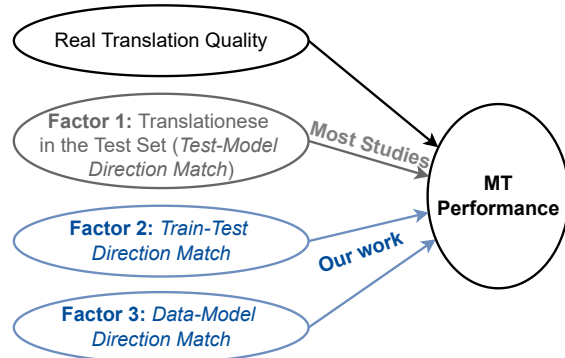 Real Translation Quality
Factor 1: Translationese
in the Test Set (Test-Model
Direction Match)
Most Studies
MT
Performance
Factor 2: Train-Test
Direction Match
Our work
Factor 3: Data-Model
Direction Match